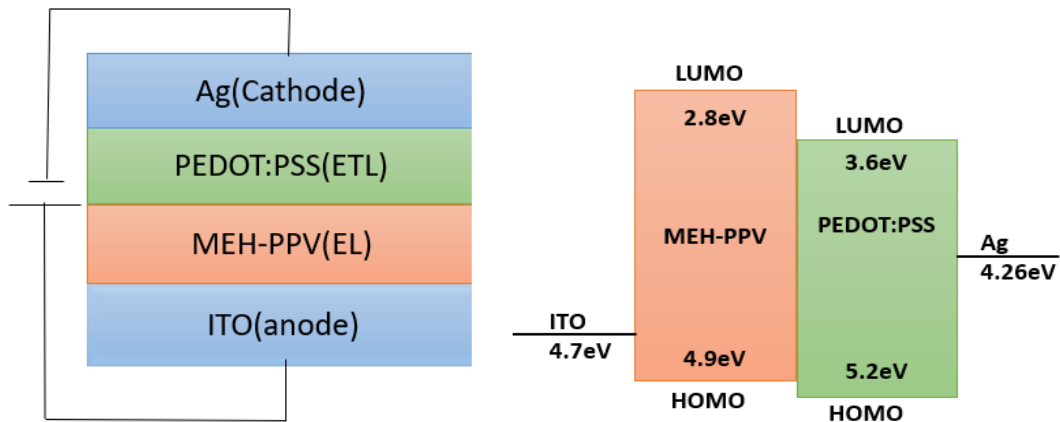 Ag(Cathode)
PEDOT:PSS(ETL)
MEH-PPV(EL)
ITO(anode)
LUMO
2.8eV
MEH-PPV
4.9eV
HOMO
LUMO
3.6eV
PEDOT:PSS
5.2eV
HOMO
Ag
4.26eV
ITO
4.7eV